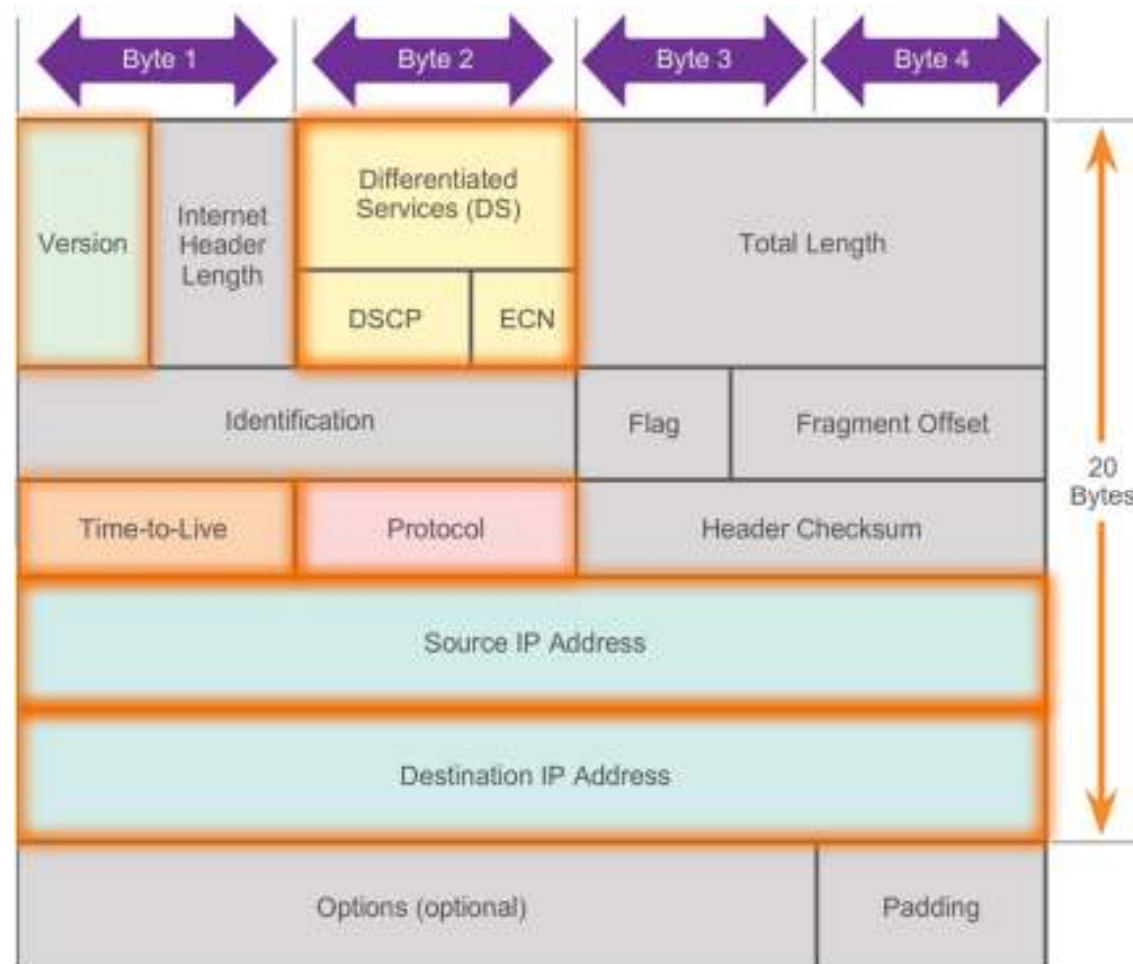 Byte 1
Byte 2
Byte 3
Byte 4
Version
Internet
Header
Length
Differentiated
Services (DS)
DSCP
ECN
Total Length
Identification
Flag
Fragment Offset
20
Bytes
Time-to-Live
Protocol
Header Checksum
Source IP Address
Destination IP Address
Options (optional)
Padding